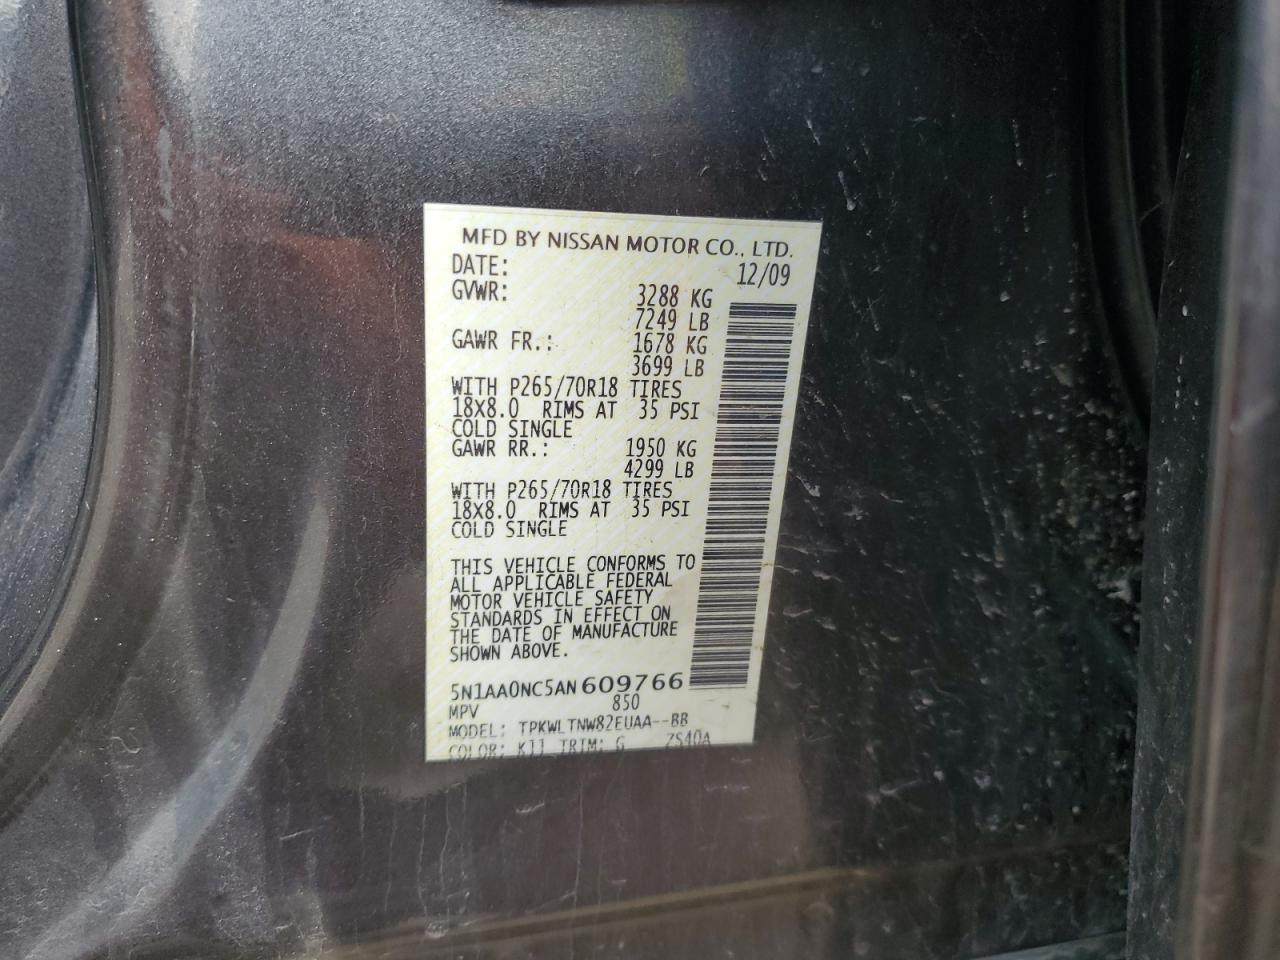 MFD BY NISSAN MOTOR CO., LTD.
DATE: 12/09
GVWR: 3288 KG
7249 LB
GAWR FR.: 1678 KG
3699 LB
WITH P265/70R18 TIRES
18X8.0 RIMS AT 35 PSI
COLD SINGLE
GAWR RR.: 1950 KG
4299 LB
WITH P265/70R18 TIRES
18X8.0 RIMS AT 35 PSI
COLD SINGLE
THIS VEHICLE CONFORMS TO
ALL APPLICABLE FEDERAL
MOTOR VEHICLE SAFETY
STANDARDS IN EFFECT ON
THE DATE OF MANUFACTURE
SHOWN ABOVE.
5N1AA0NC5AN609766
MPV 850
MODEL: TPKWLTNW82EUAA--BB
COLOR: K11 TRIM: G ZS40A